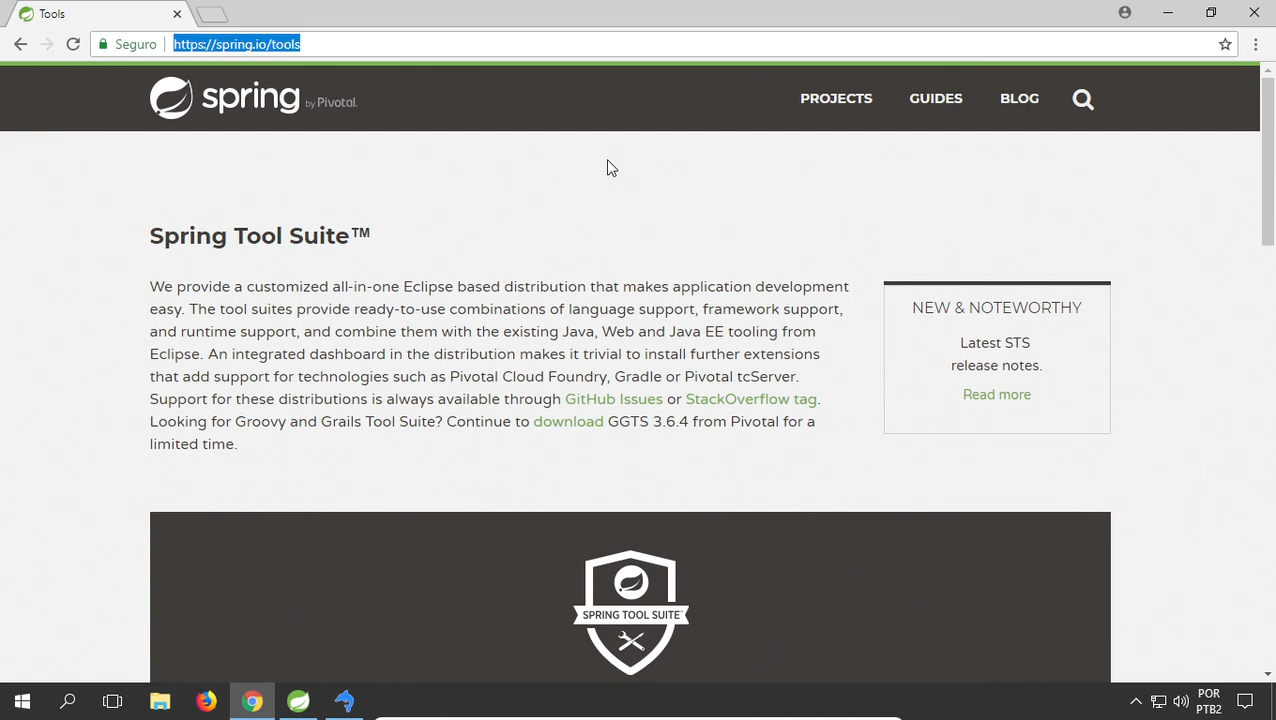 Tools
Seguro
https://spring.io/tools
spring by Pivotal.
PROJECTS GUIDES BLOG
Spring Tool Suite™
We provide a customized all-in-one Eclipse based distribution that makes application development
easy. The tool suites provide ready-to-use combinations of language support, framework support,
and runtime support, and combine them with the existing Java, Web and Java EE tooling from
Eclipse. An integrated dashboard in the distribution makes it trivial to install further extensions
that add support for technologies such as Pivotal Cloud Foundry, Gradle or Pivotal tcServer.
Support for these distributions is always available through GitHub Issues or StackOverflow tag.
Looking for Groovy and Grails Tool Suite? Continue to download GGTS 3.6.4 from Pivotal for a
limited time.
NEW & NOTEWORTHY
Latest STS
release notes.
Read more
SPRING TOOL SUITE™
POR
PTB2